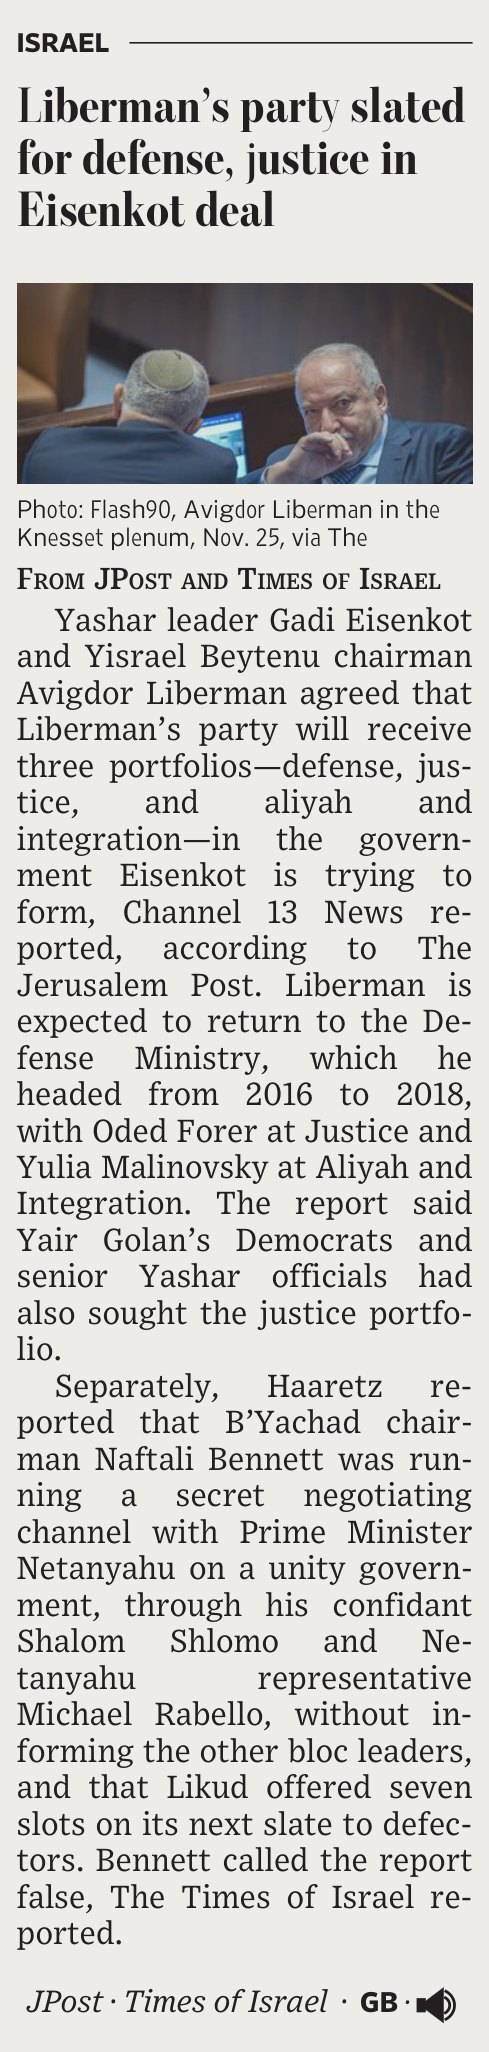 ISRAEL
Liberman’s party slated
for defense, justice in
Eisenkot deal
Photo: Flash90, Avigdor Liberman in the
Knesset plenum, Nov. 25, via The
FROM JPOST AND TIMES OF ISRAEL
Yashar leader Gadi Eisenkot
and Yisrael Beytenu chairman
Avigdor Liberman agreed that
Liberman’s party will receive
three portfolios—defense, jus-
tice, and aliyah and
integration—in the govern-
ment Eisenkot is trying to
form, Channel 13 News re-
ported, according to The
Jerusalem Post. Liberman is
expected to return to the De-
fense Ministry, which he
headed from 2016 to 2018,
with Oded Forer at Justice and
Yulia Malinovsky at Aliyah and
Integration. The report said
Yair Golan’s Democrats and
senior Yashar officials had
also sought the justice portfo-
lio.
Separately, Haaretz re-
ported that B’Yachad chair-
man Naftali Bennett was run-
ning a secret negotiating
channel with Prime Minister
Netanyahu on a unity govern-
ment, through his confidant
Shalom Shlomo and Ne-
tanyahu representative
Michael Rabello, without in-
forming the other bloc leaders,
and that Likud offered seven
slots on its next slate to defec-
tors. Bennett called the report
false, The Times of Israel re-
ported.
JPost · Times of Israel · GB ·